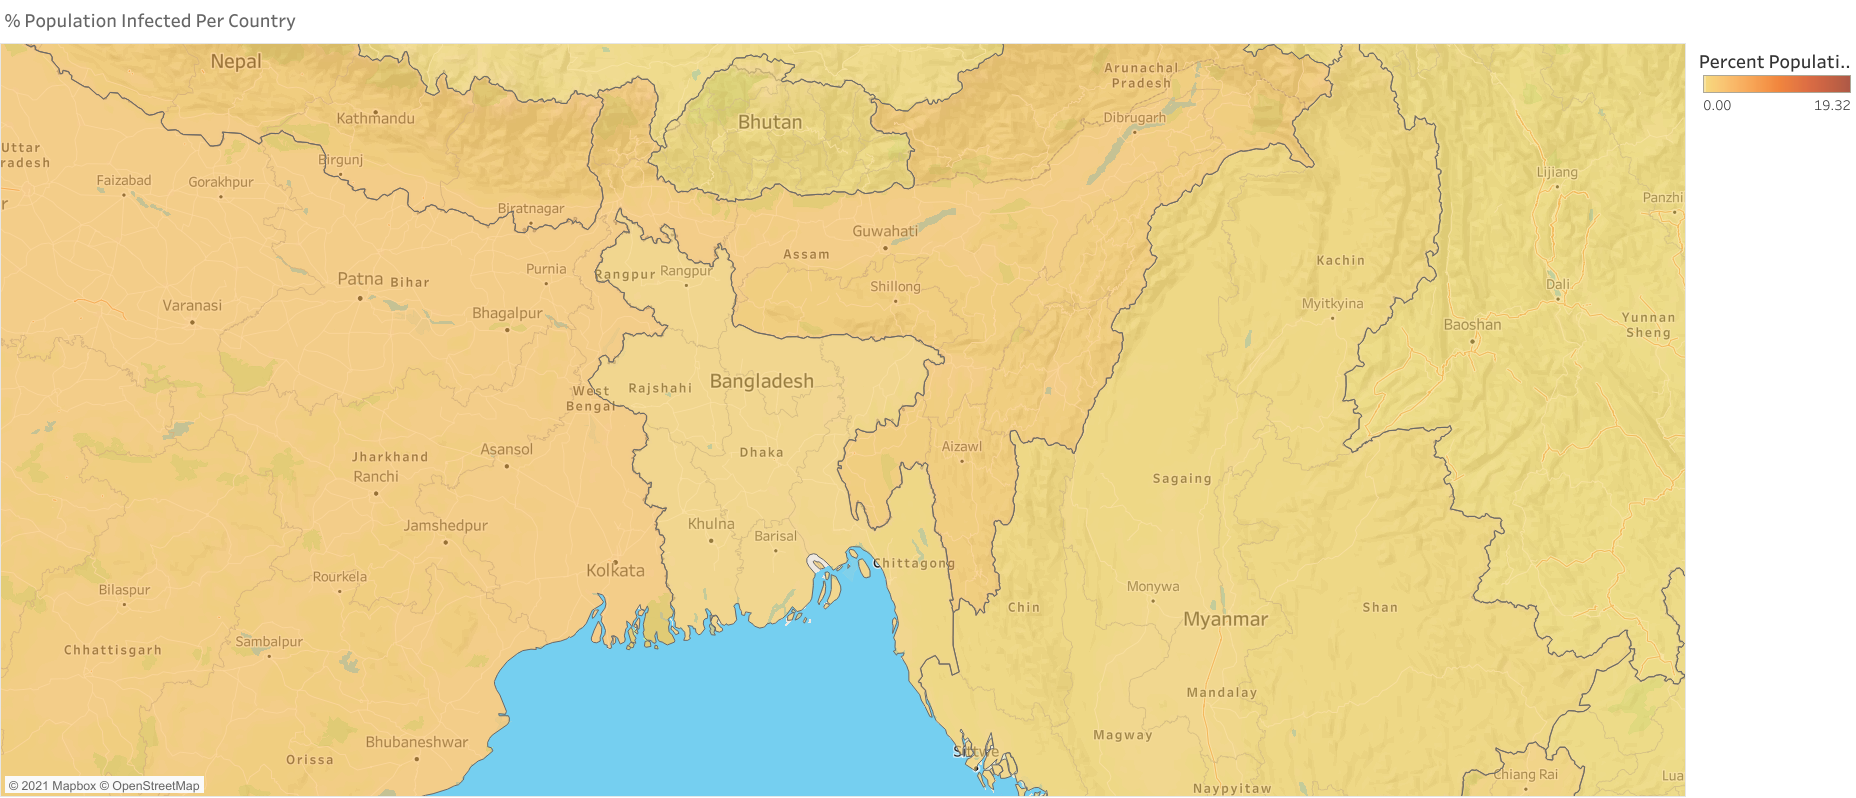 % Population Infected Per Country
Percent Populati..
0.00
19.32
Nepal
Arunachal
Pradesh
Kathmandu
Bhutan
Dibrugarh
Uttar
radesh
Birgunj
Faizabad
Gorakhpur
Lijiang
Panzhi
r
Biratnagar
Guwahati
Assam
Kachin
Purnia
Rangpur
Rangpur
Patna
Bihar
Shillong
Dali
Varanasi
Bhagalpur
Myitkyina
Baoshan
Yunnan
Sheng
Rajshahi
Bangladesh
West
Bengal
Asansol
Dhaka
Aizawl
Jharkhand
Ranchi
Sagaing
Jamshedpur
Khulna
Barisal
Chittagong
Kolkata
Rourkela
Bilaspur
Monywa
Chin
Shan
Myanmar
Sambalpur
Chhattisgarh
Mandalay
Bhubaneshwar
Magway
Sittwe
Orissa
Chiang Rai
Lua
Naypyitaw
© 2021 Mapbox © OpenStreetMap